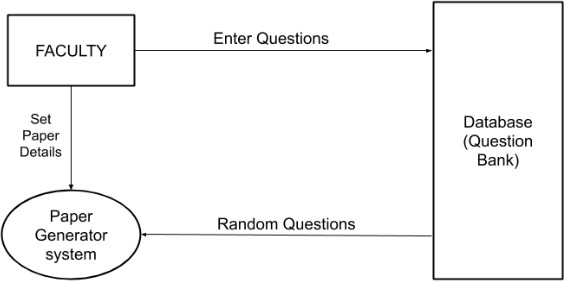 FACULTY
Enter Questions
Set
Paper
Details
Database
(Question
Bank)
Paper
Generator
system
Random Questions